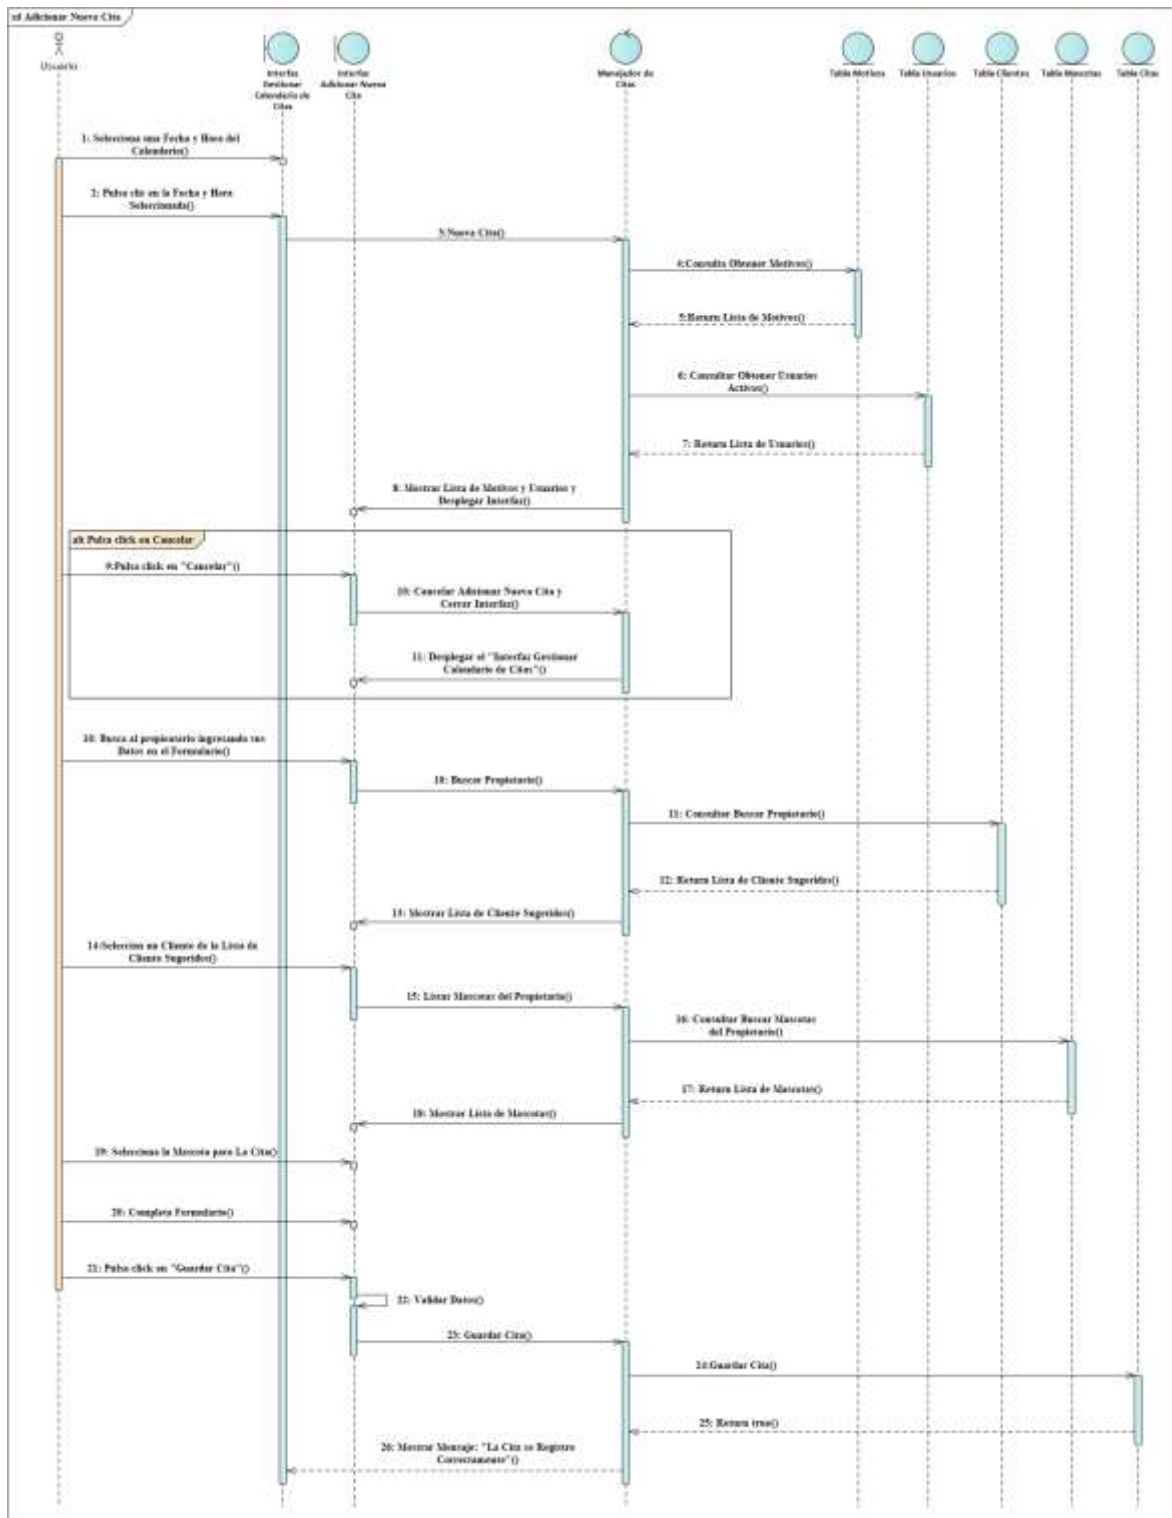 sd Adicionar Nueva Cita
Usuario
Interfaz
Gestionar
Calendario de
Citas
Interfaz
Adicionar Nueva
Cita
Manejador de
Citas
Tabla Motivos
Tabla Usuarios
Tabla Clientes
Tabla Mascotas
Tabla Citas
1: Selecciona una Fecha y Hora del
Calendario()
2: Pulsa clic en la Fecha y Hora
Seleccionada()
3:Nueva Cita()
4:Consulta Obtener Motivos()
5:Return Lista de Motivos()
6: Consultar Obtener Usuarios
Activos()
7: Return Lista de Usuarios()
8: Mostrar Lista de Motivos y Usuarios y
Desplegar Interfaz()
alt Pulsa click en Cancelar
9:Pulsa click en "Cancelar"()
10: Cancelar Adicionar Nueva Cita y
Cerrar Interfaz()
11: Desplegar el "Interfaz Gestionar
Calendario de Citas"()
Busca al propietario ingresando sus
Datos en el Formulario()
10: Buscar Propietario()
11: Consultar Buscar Propietario()
12: Return Lista de Cliente Sugeridos()
13: Mostrar Lista de Cliente Sugeridos()
14:Seleccion un Cliente de la Lista de
Cliente Sugeridos()
15: Listar Mascotas del Propietario()
16: Consultar Buscar Mascotas
del Propietario()
17: Return Lista de Mascotas()
18: Mostrar Lista de Mascotas()
19: Selecciona la Mascota para La Cita()
20: Completa Formulario()
21: Pulsa click en "Guardar Cita"()
22: Validar Datos()
23: Guardar Cita()
24:Guardar Cita()
25: Return true()
26: Mostrar Mensaje: "La Cita se Registro
Correctamente"()